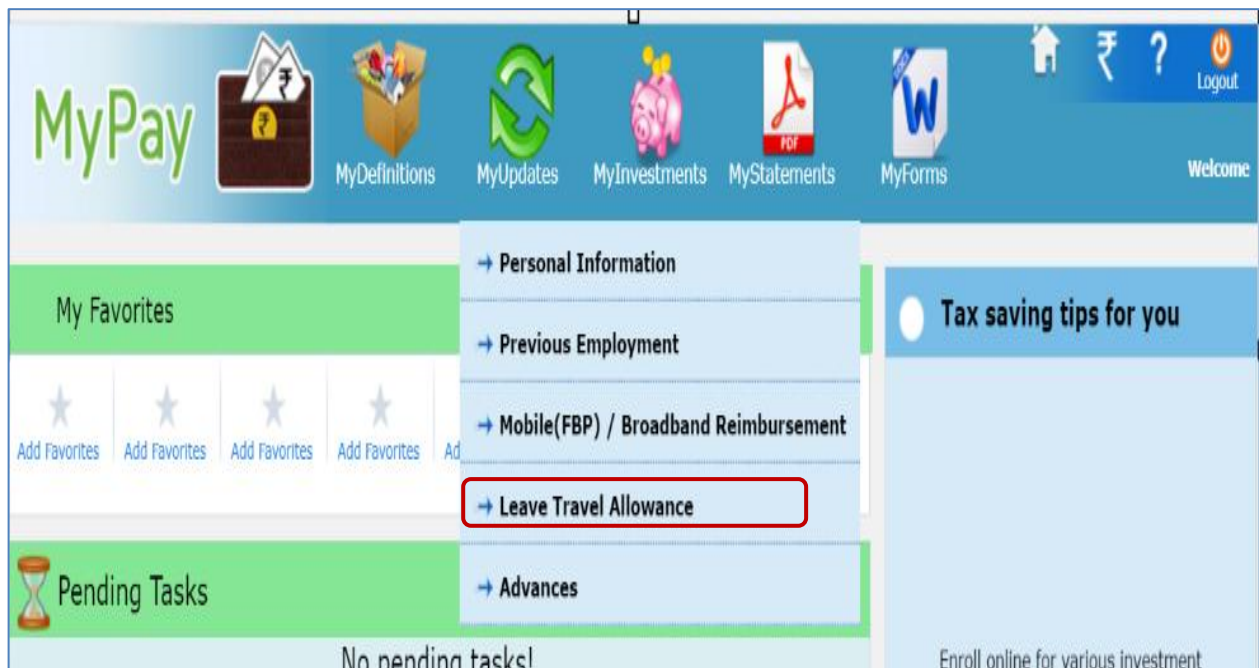 MyPay
MyDefinitions
MyUpdates
MyInvestments
PDF
MyStatements
W
MyForms
₹
?
Logout
Welcome
→ Personal Information
→ Previous Employment
→ Mobile(FBP) / Broadband Reimbursement
→ Leave Travel Allowance
→ Advances
My Favorites
Add Favorites
Add Favorites
Add Favorites
Add Favorites
Ad
Pending Tasks
No pending tasks!
Tax saving tips for you
Enroll online for various investment